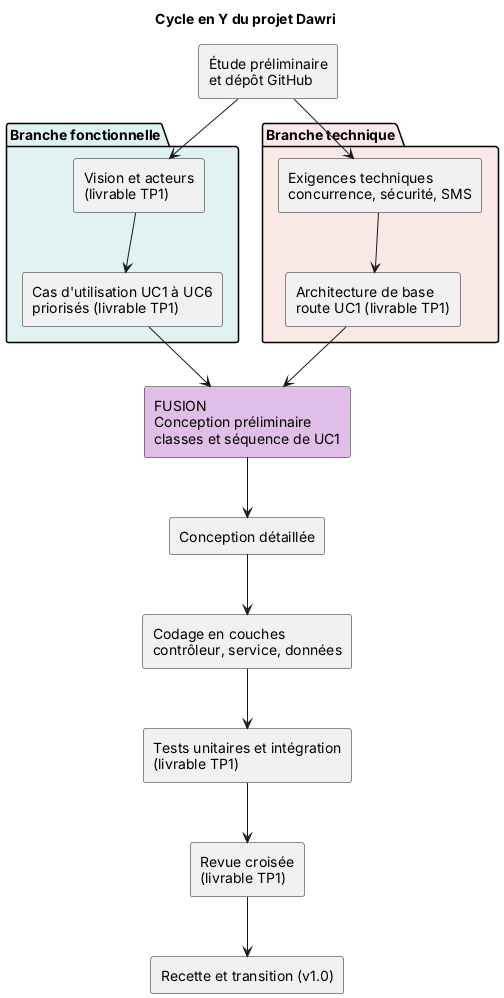 Cycle en Y du projet Dawri
Étude préliminaire
et dépôt GitHub
Branche fonctionnelle
Vision et acteurs
(livrable TP1)
Cas d'utilisation UC1 à UC6
priorisés (livrable TP1)
Branche technique
Exigences techniques
concurrence, sécurité, SMS
Architecture de base
route UC1 (livrable TP1)
FUSION
Conception préliminaire
classes et séquence de UC1
Conception détaillée
Codage en couches
contrôleur, service, données
Tests unitaires et intégration
(livrable TP1)
Revue croisée
(livrable TP1)
Recette et transition (v1.0)